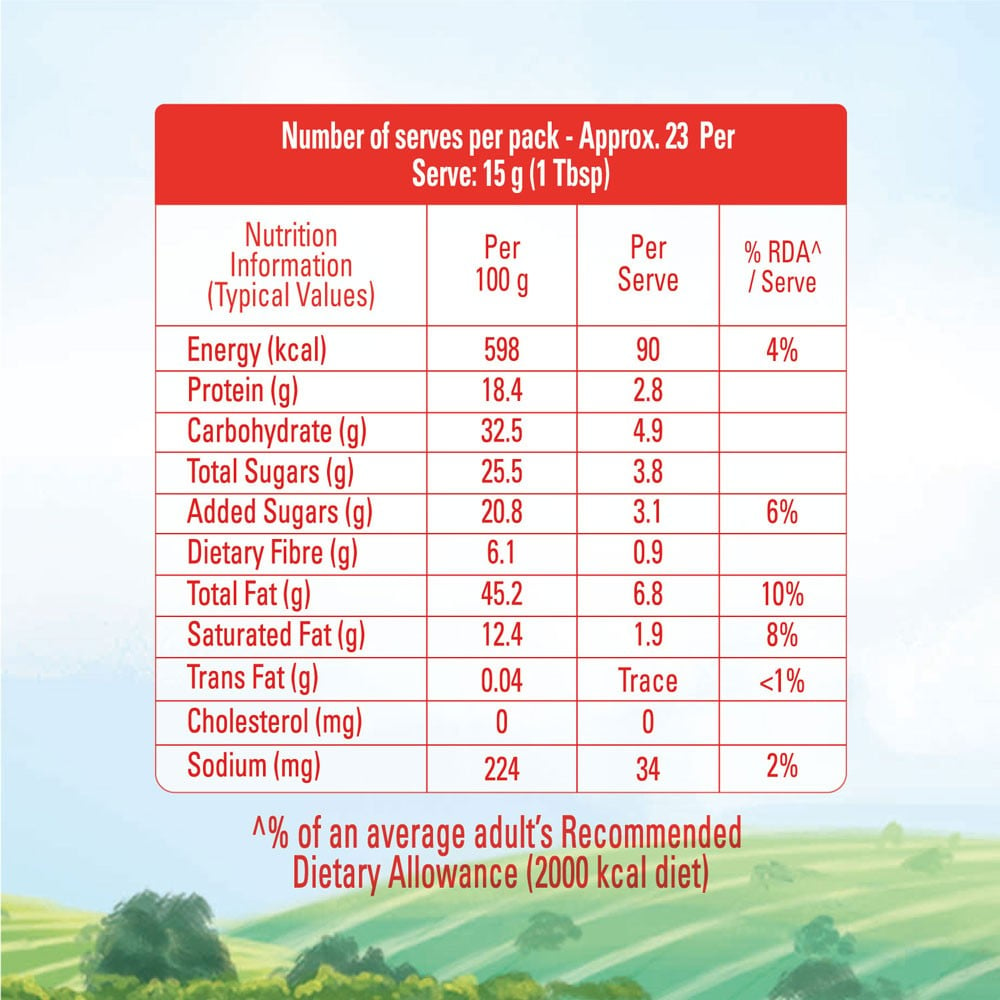 Number of serves per pack - Approx. 23 Per
Serve: 15 g (1 Tbsp)
Nutrition
Information
(Typical Values)
Per
100 g
Per
Serve
% RDA^
/ Serve
Energy (kcal) 598 90 4%
Protein (g) 18.4 2.8
Carbohydrate (g) 32.5 4.9
Total Sugars (g) 25.5 3.8
Added Sugars (g) 20.8 3.1 6%
Dietary Fibre (g) 6.1 0.9
Total Fat (g) 45.2 6.8 10%
Saturated Fat (g) 12.4 1.9 8%
Trans Fat (g) 0.04 Trace <1%
Cholesterol (mg) 0 0
Sodium (mg) 224 34 2%
^% of an average adult's Recommended
Dietary Allowance (2000 kcal diet)